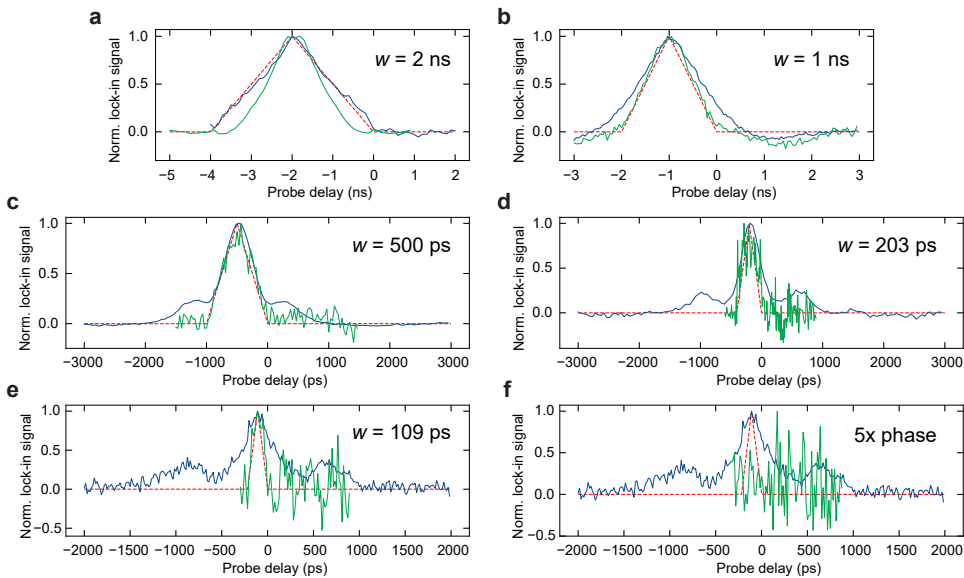 a
Norm. lock-in signal
1.0
0.5
0.0
w = 2 ns
−5 −4 −3 −2 −1 0 1 2
Probe delay (ns)
b
Norm. lock-in signal
1.0
0.5
0.0
w = 1 ns
−3 −2 −1 0 1 2 3
Probe delay (ns)
c
Norm. lock-in signal
1.0
0.5
0.0
w = 500 ps
−3000 −2000 −1000 0 1000 2000 3000
Probe delay (ps)
d
Norm. lock-in signal
1.0
0.5
0.0
w = 203 ps
−3000 −2000 −1000 0 1000 2000 3000
Probe delay (ps)
e
Norm. lock-in signal
1.0
0.5
0.0
−0.5
w = 109 ps
−2000 −1500 −1000 −500 0 500 1000 1500 2000
Probe delay (ps)
f
Norm. lock-in signal
1.0
0.5
0.0
−0.5
5x phase
−2000 −1500 −1000 −500 0 500 1000 1500 2000
Probe delay (ps)